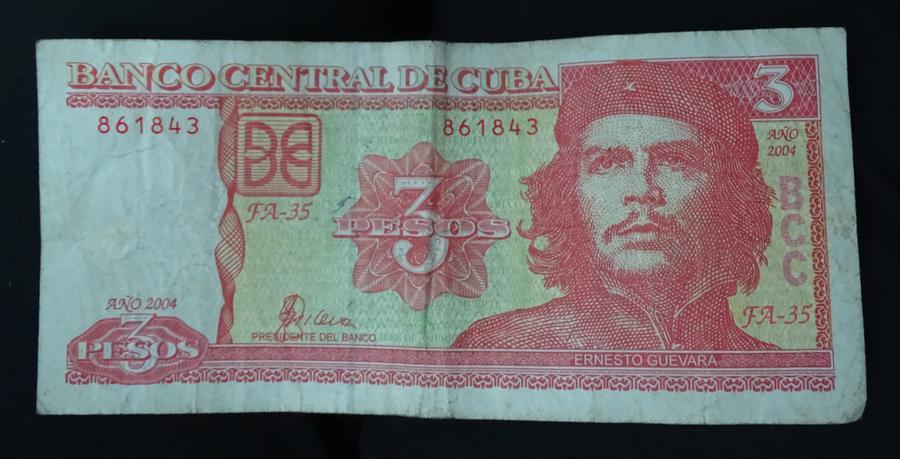 BANCO CENTRAL DE CUBA
3
861843
861843
AÑO
2004
BCC
FA-35
3
PESOS
AÑO 2004
3
PESOS
PRESIDENTE DEL BANCO
FA-35
ERNESTO GUEVARA